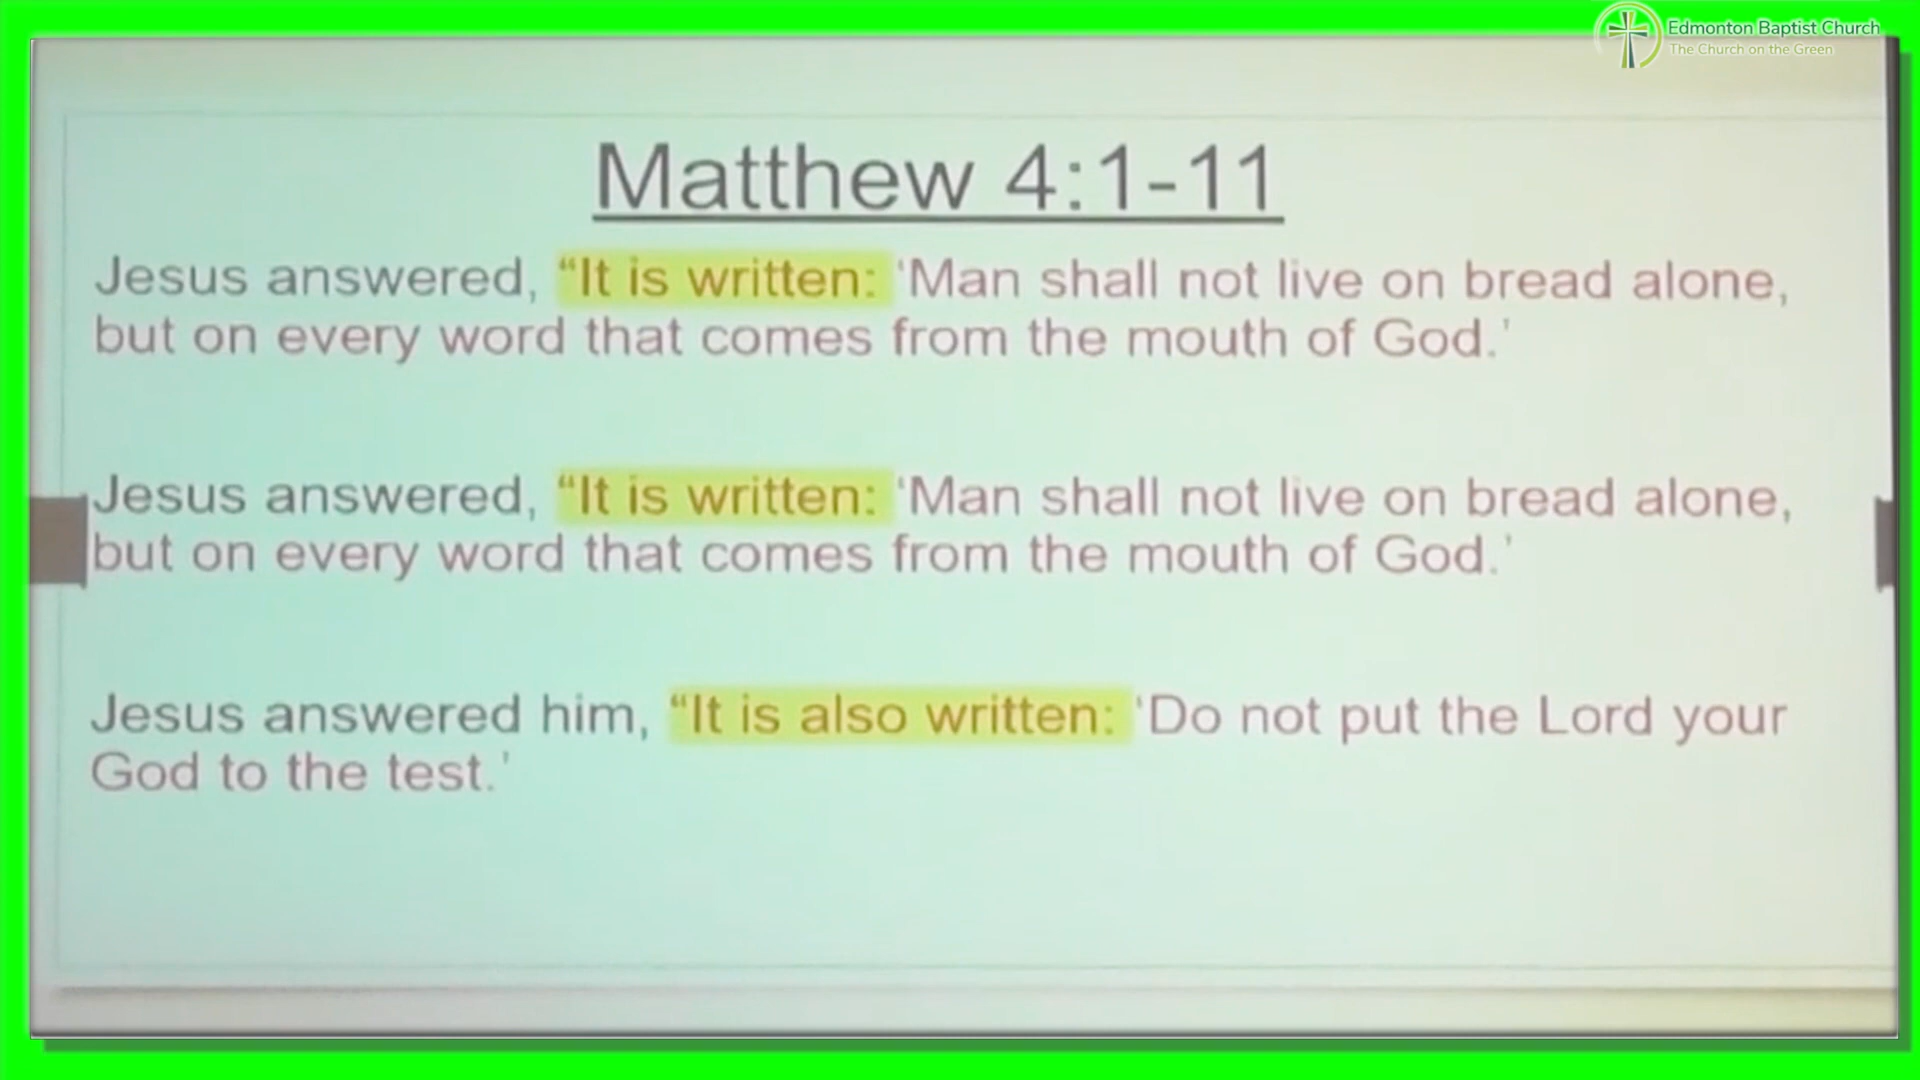 Edmonton Baptist Church
The Church on the Green
Matthew 4:1-11
Jesus answered, “It is written: ‘Man shall not live on bread alone,
but on every word that comes from the mouth of God.’
Jesus answered, “It is written: ‘Man shall not live on bread alone,
but on every word that comes from the mouth of God.’
Jesus answered him, “It is also written: ‘Do not put the Lord your
God to the test.’